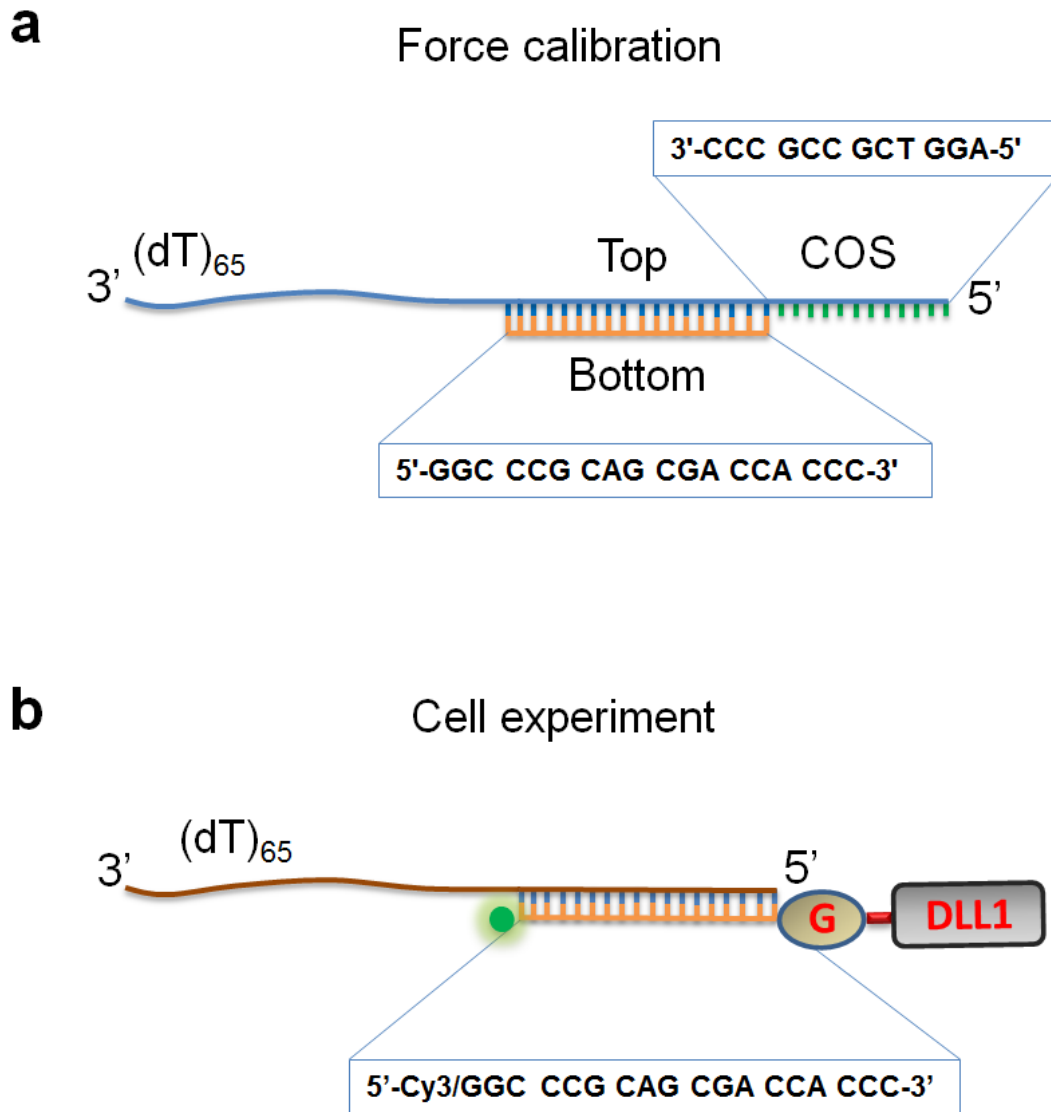 a
Force calibration
3'-CCC GCC GCT GGA-5'
(dT)65
Top
COS
3’
5’
Bottom
5'-GGC CCG CAG CGA CCA CCC-3'
b
Cell experiment
(dT)65
3’
5’
G
DLL1
5’-Cy3/GGC CCG CAG CGA CCA CCC-3’